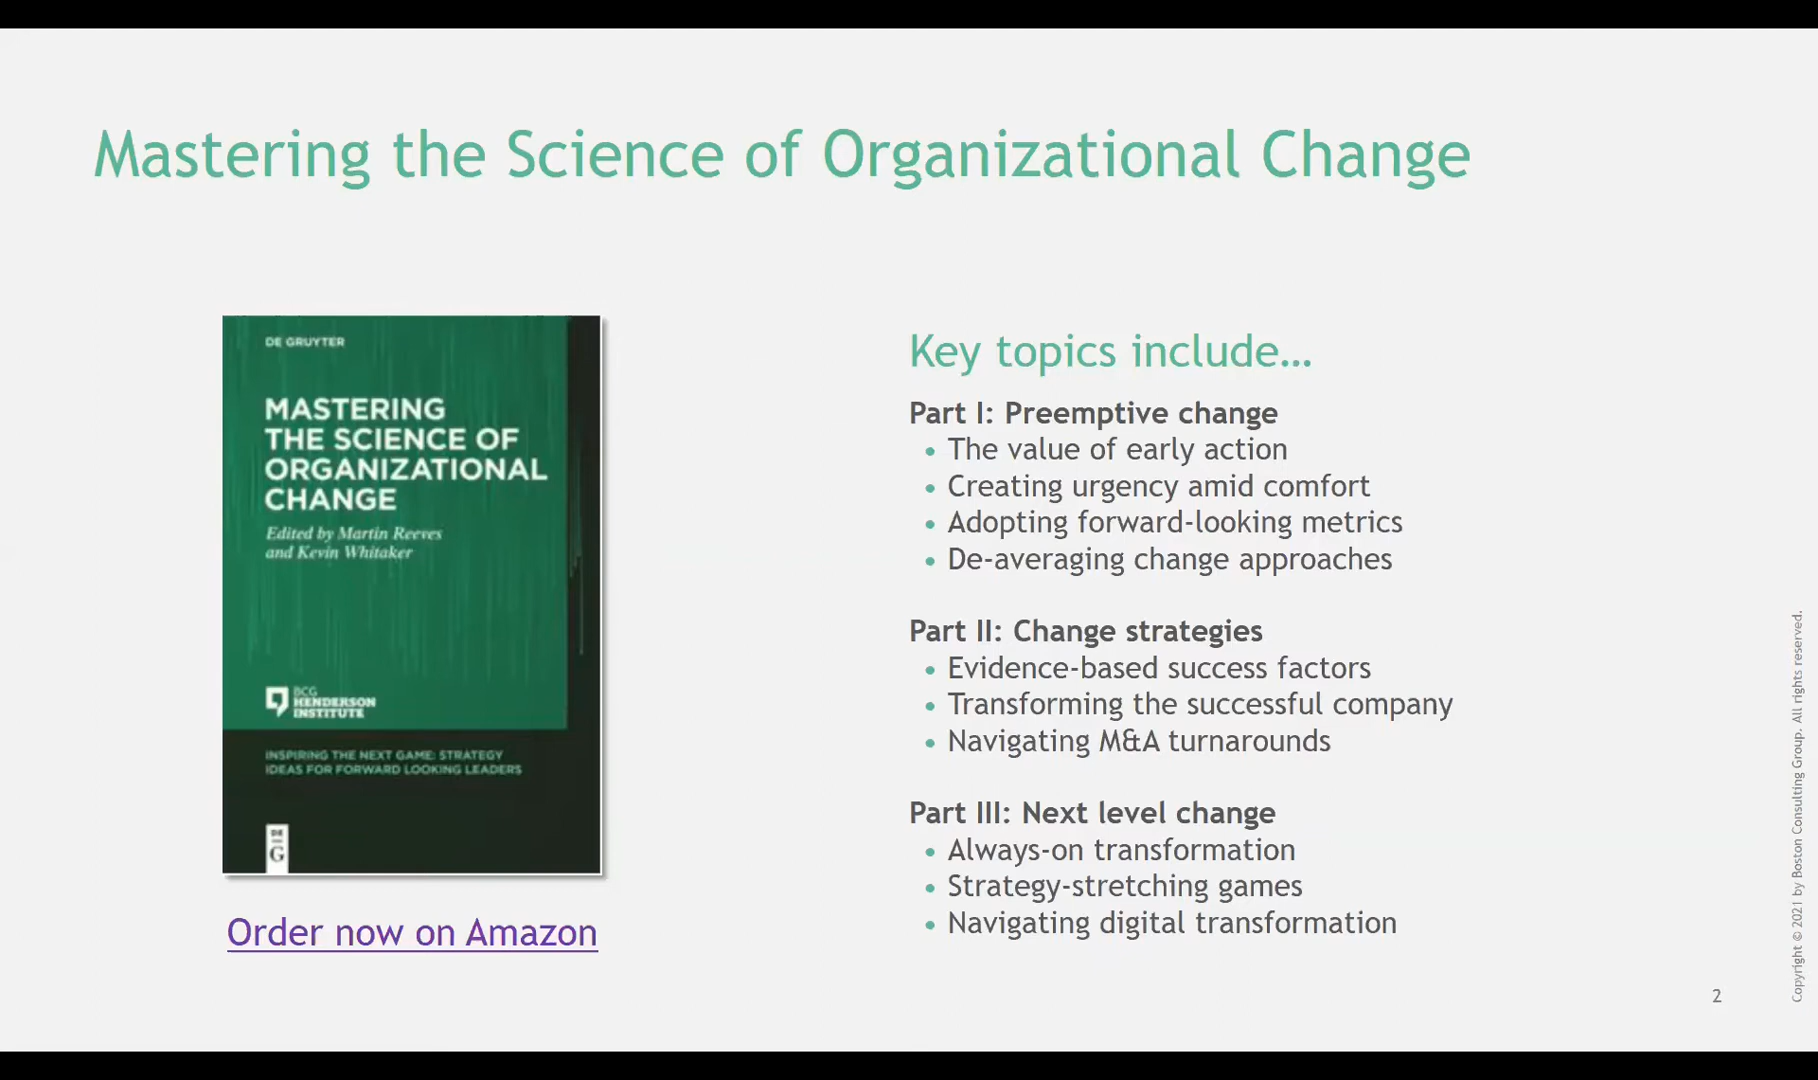 Mastering the Science of Organizational Change
DE GRUYTER
MASTERING
THE SCIENCE OF
ORGANIZATIONAL
CHANGE
Edited by Martin Reeves
and Kevin Whitaker
BCG
HENDERSON
INSTITUTE
INSPIRING THE NEXT GAME: STRATEGY
IDEAS FOR FORWARD LOOKING LEADERS
DE
G
Order now on Amazon
Key topics include...
Part I: Preemptive change
• The value of early action
• Creating urgency amid comfort
• Adopting forward-looking metrics
• De-averaging change approaches
Part II: Change strategies
• Evidence-based success factors
• Transforming the successful company
• Navigating M&A turnarounds
Part III: Next level change
• Always-on transformation
• Strategy-stretching games
• Navigating digital transformation
Copyright © 2021 by Boston Consulting Group. All rights reserved.
2